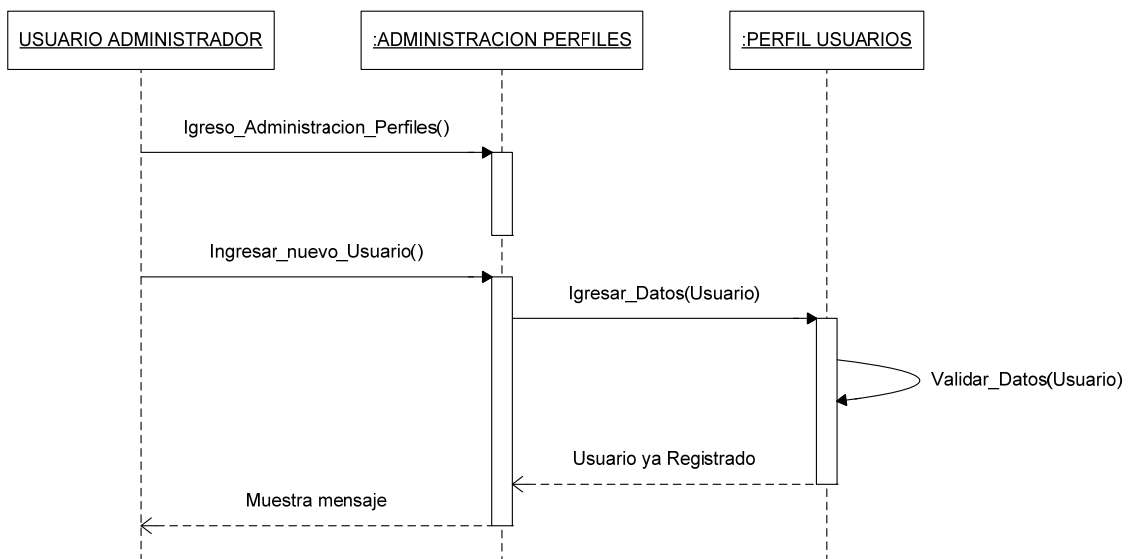 USUARIO ADMINISTRADOR
:ADMINISTRACION PERFILES
:PERFIL USUARIOS
Igreso_Administracion_Perfiles()
Ingresar_nuevo_Usuario()
Igresar_Datos(Usuario)
Validar_Datos(Usuario)
Usuario ya Registrado
Muestra mensaje